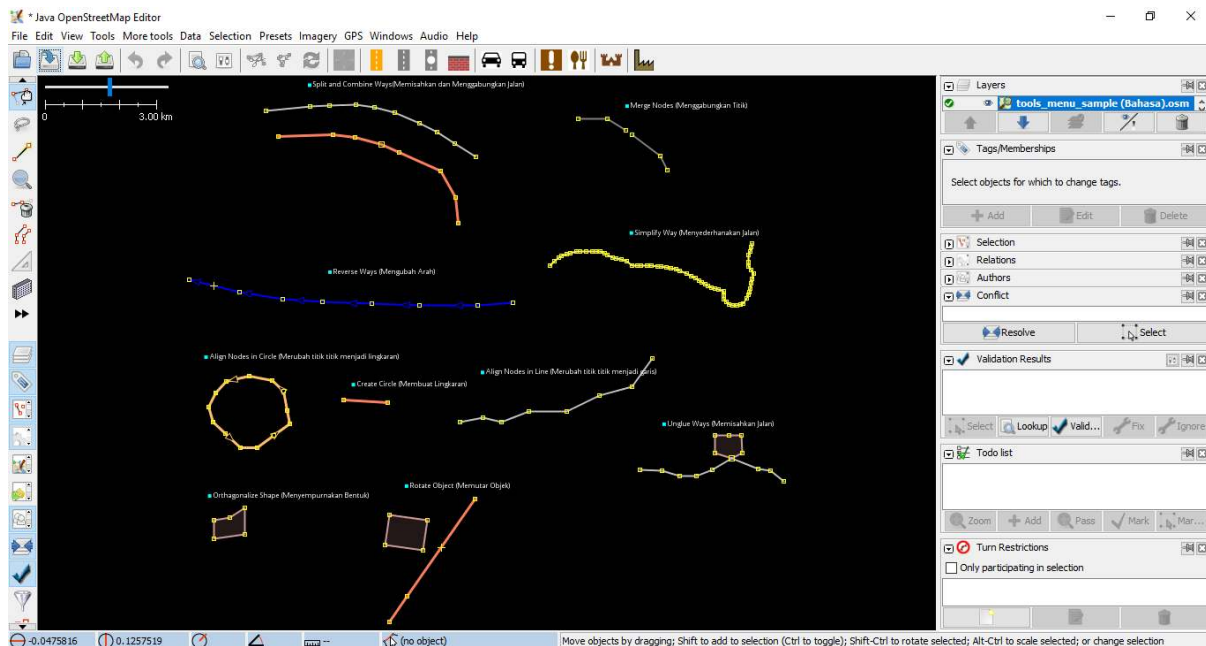 * Java OpenStreetMap Editor
File Edit View Tools More tools Data Selection Presets Imagery GPS Windows Audio Help
Split and Combine Ways(Memisahkan dan Menggabungkan Jalan)
0 3.00 km
Merge Nodes (Menggabungkan Titik)
Simplify Way (Menyederhanakan Jalan)
Reverse Ways (Mengubah Arah)
Align Nodes in Circle (Merubah titik titik menjadi lingkaran)
Create Circle (Membuat Lingkaran)
Align Nodes in Line (Merubah titik titik menjadi garis)
Unglue Ways (Memisahkan Jalan)
Orthagonalize Shape (Menyempurnakan Bentuk)
Rotate Object (Memutar Objek)
Layers
tools_menu_sample (Bahasa).osm
Tags/Memberships
Select objects for which to change tags.
Add Edit Delete
Selection
Relations
Authors
Conflict
Resolve Select
Validation Results
Select Lookup Valid... Fix Ignore
Todo list
Zoom Add Pass Mark Mar...
Turn Restrictions
Only participating in selection
-0.0475816 0.1257519 -- (no object) Move objects by dragging; Shift to add to selection (Ctrl to toggle); Shift-Ctrl to rotate selected; Alt-Ctrl to scale selected; or change selection